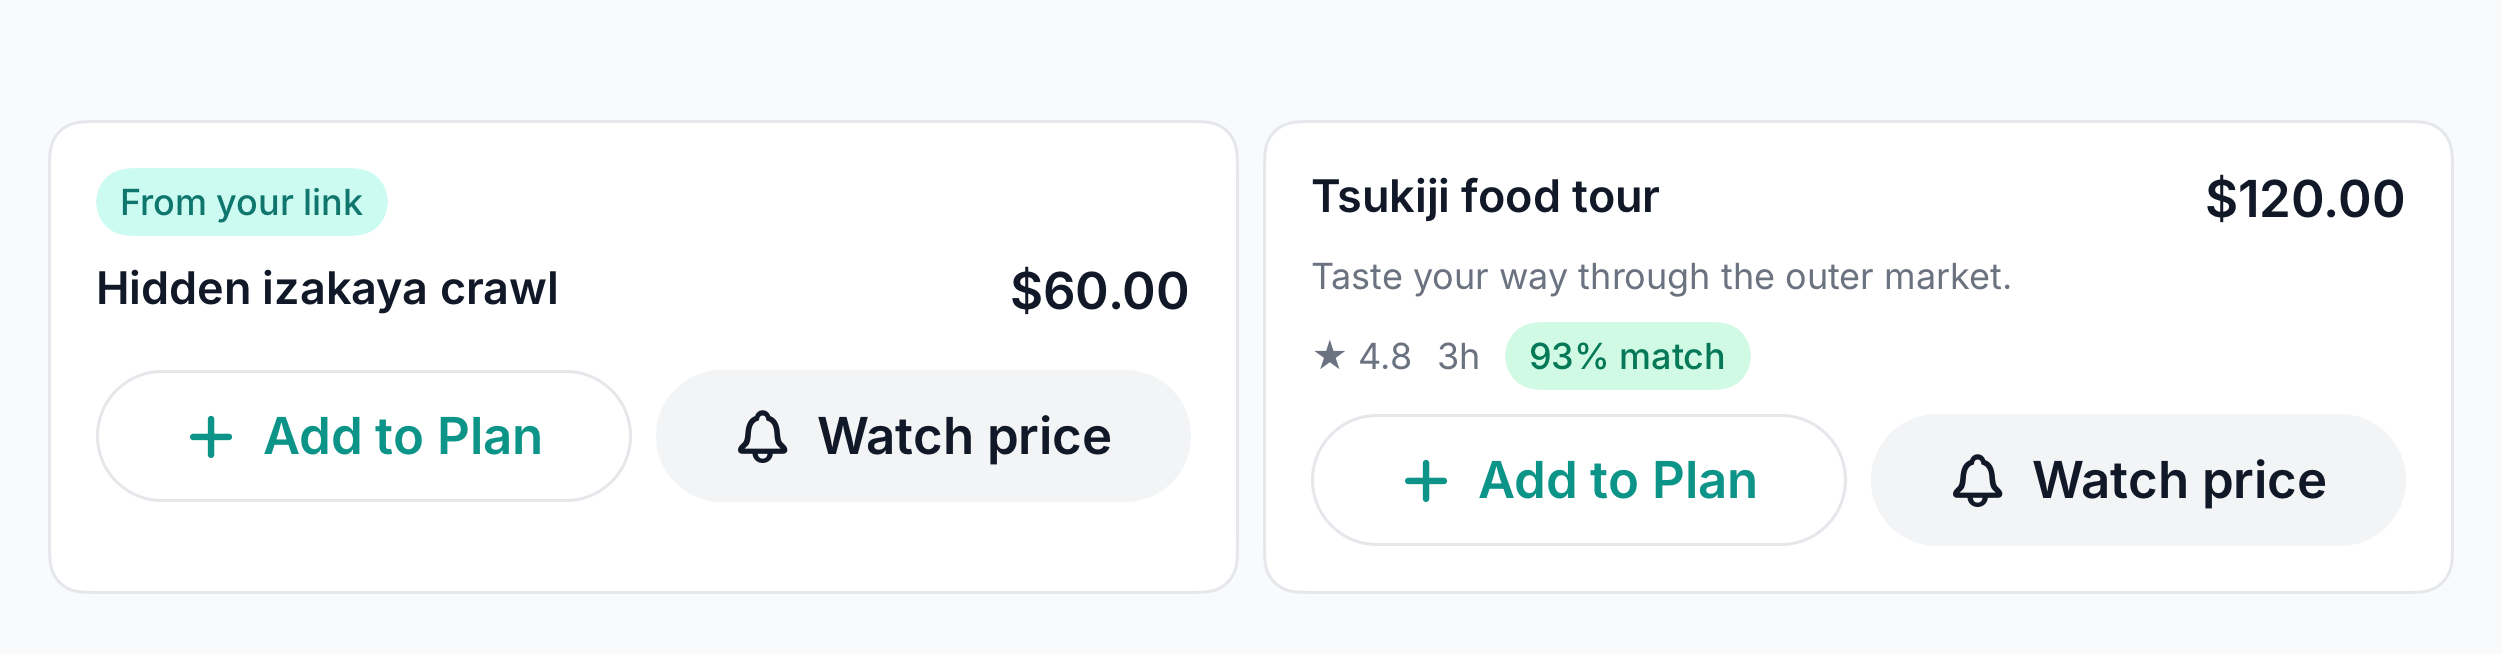 From your link
Hidden izakaya crawl
$60.00
Add to Plan
Watch price
Tsukiji food tour
$120.00
Taste your way through the outer market.
★ 4.8 3h 93% match
Add to Plan
Watch price